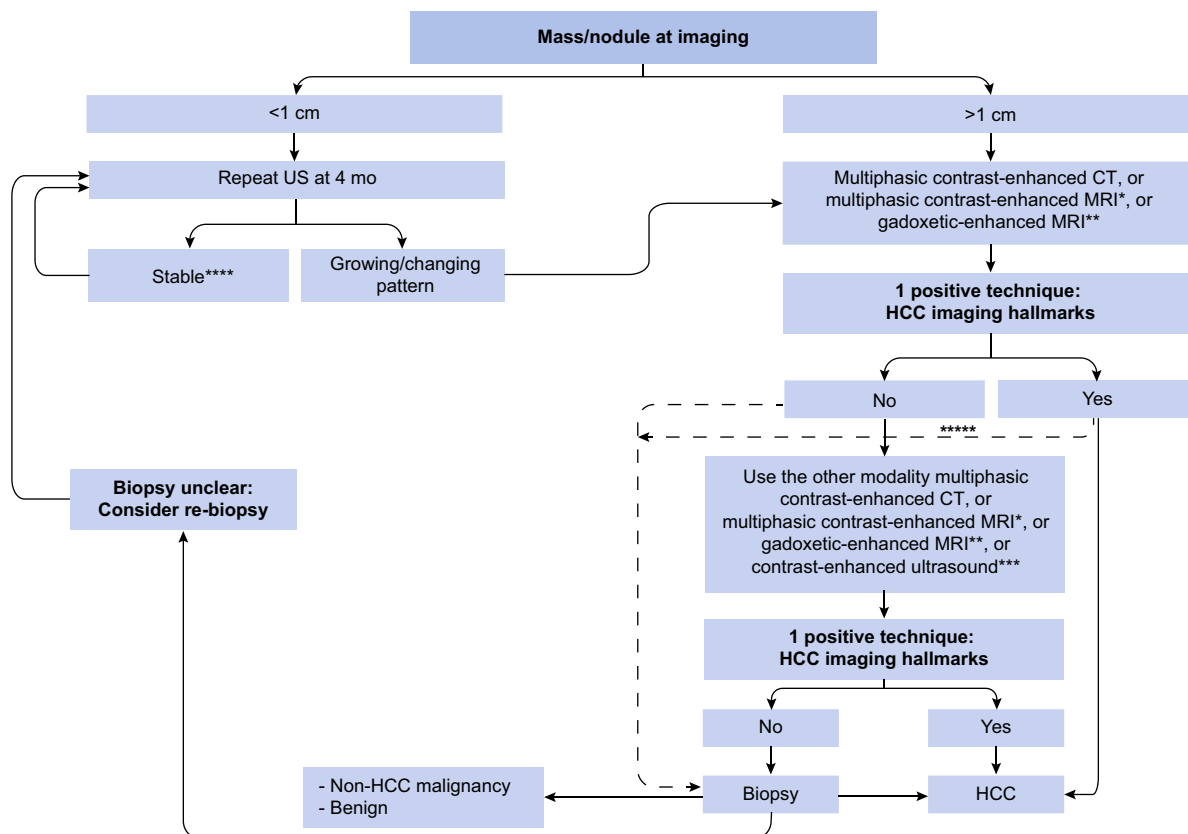 Mass/nodule at imaging
<1 cm
>1 cm
Repeat US at 4 mo
Multiphasic contrast-enhanced CT, or
multiphasic contrast-enhanced MRI*, or
gadoxetic-enhanced MRI**
Stable****
Growing/changing
pattern
1 positive technique:
HCC imaging hallmarks
No
Yes
*****
Use the other modality multiphasic
contrast-enhanced CT, or
multiphasic contrast-enhanced MRI*, or
gadoxetic-enhanced MRI**, or
contrast-enhanced ultrasound***
Biopsy unclear:
Consider re-biopsy
1 positive technique:
HCC imaging hallmarks
No
Yes
- Non-HCC malignancy
- Benign
Biopsy
HCC